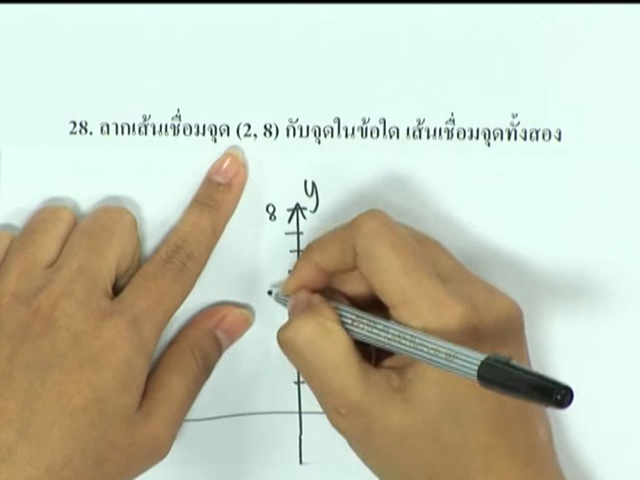 28. ลากเส้นเชื่อมจุด (2, 8) กับจุดในข้อใด เส้นเชื่อมจุดทั้งสอง
y
8